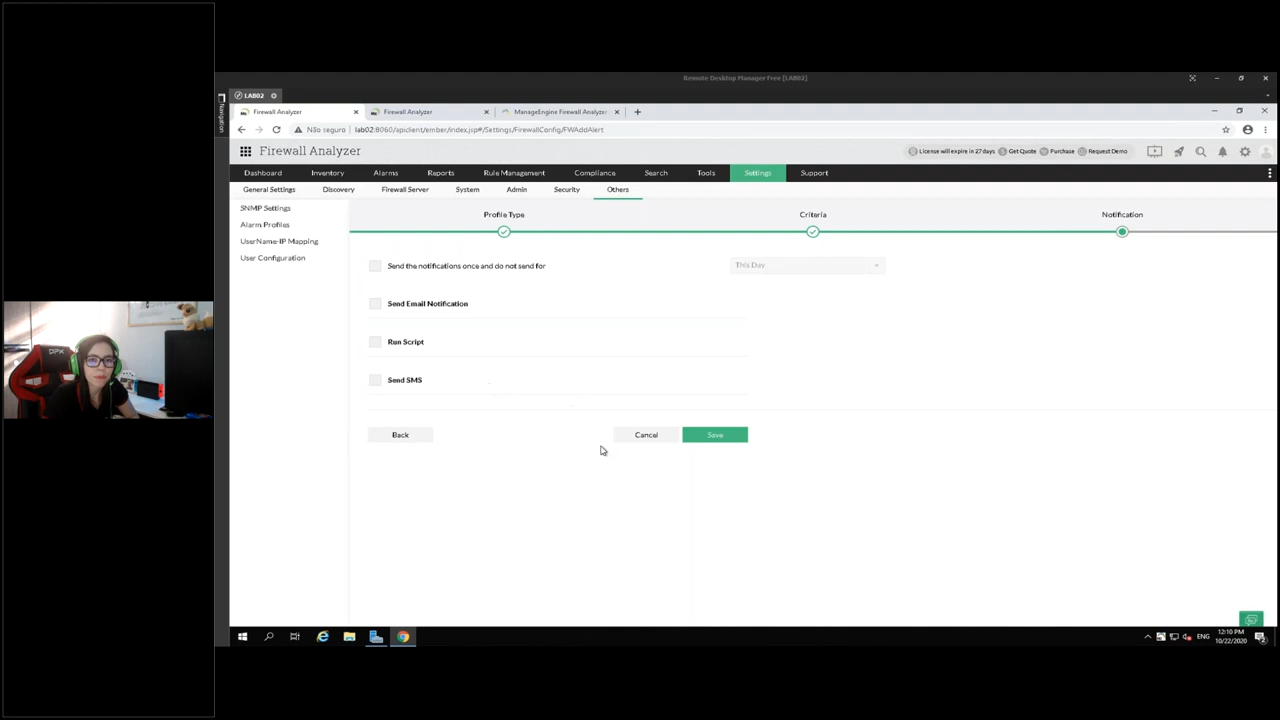 Remote Desktop Manager Free [LAB02]
Navigation
LAB02
Firewall Analyzer
Firewall Analyzer
ManageEngine Firewall Analyzer
Não seguro
lab02:8060/apiclient/ember/index.jsp#/Settings/FirewallConfig/FWAddAlert
Firewall Analyzer
License will expire in 27 days
Get Quote
Purchase
Request Demo
Dashboard
Inventory
Alarms
Reports
Rule Management
Compliance
Search
Tools
Settings
Support
General Settings
Discovery
Firewall Server
System
Admin
Security
Others
SNMP Settings
Alarm Profiles
UserName-IP Mapping
User Configuration
Profile Type
Criteria
Notification
Send the notifications once and do not send for
This Day
Send Email Notification
Run Script
Send SMS
Back
Cancel
Save
DPX
ENG
12:10 PM
10/22/2020